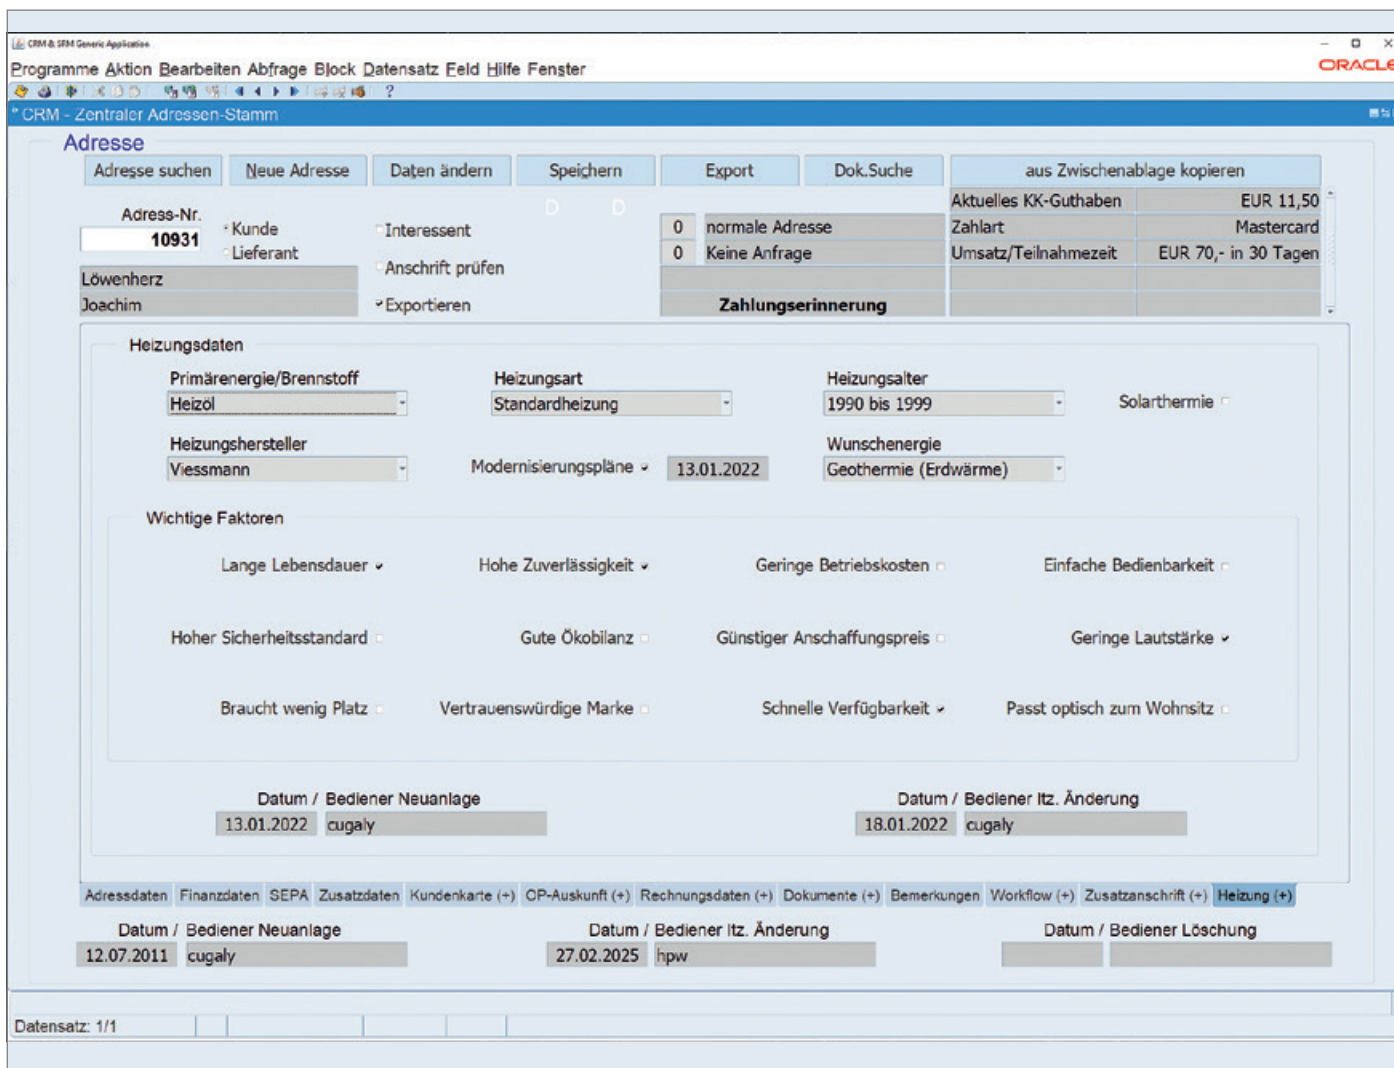 CRM & SRM Generic Application
Programme Aktion Bearbeiten Abfrage Block Datensatz Feld Hilfe Fenster
ORACLE
?
CRM - Zentraler Adressen-Stamm
Adresse
Adresse suchen Neue Adresse Daten ändern Speichern Export Dok.Suche aus Zwischenablage kopieren
D D
Aktuelles KK-Guthaben EUR 11,50
Adress-Nr. Kunde Interessent 0 normale Adresse Zahlart Mastercard
10931 Lieferant 0 Keine Anfrage Umsatz/Teilnahmezeit EUR 70,- in 30 Tagen
Löwenherz Anschrift prüfen
Joachim Exportieren Zahlungserinnerung
Heizungsdaten
Primärenergie/Brennstoff Heizungsart Heizungsalter
Heizöl Standardheizung 1990 bis 1999 Solarthermie
Heizungshersteller Wunschenergie
Viessmann Modernisierungspläne 13.01.2022 Geothermie (Erdwärme)
Wichtige Faktoren
Lange Lebensdauer Hohe Zuverlässigkeit Geringe Betriebskosten Einfache Bedienbarkeit
Hoher Sicherheitsstandard Gute Ökobilanz Günstiger Anschaffungspreis Geringe Lautstärke
Braucht wenig Platz Vertrauenswürdige Marke Schnelle Verfügbarkeit Passt optisch zum Wohnsitz
Datum / Bediener Neuanlage Datum / Bediener ltz. Änderung
13.01.2022 cugaly 18.01.2022 cugaly
Adressdaten Finanzdaten SEPA Zusatzdaten Kundenkarte (+) OP-Auskunft (+) Rechnungsdaten (+) Dokumente (+) Bemerkungen Workflow (+) Zusatzanschrift (+) Heizung (+)
Datum / Bediener Neuanlage Datum / Bediener ltz. Änderung Datum / Bediener Löschung
12.07.2011 cugaly 27.02.2025 hpw
Datensatz: 1/1